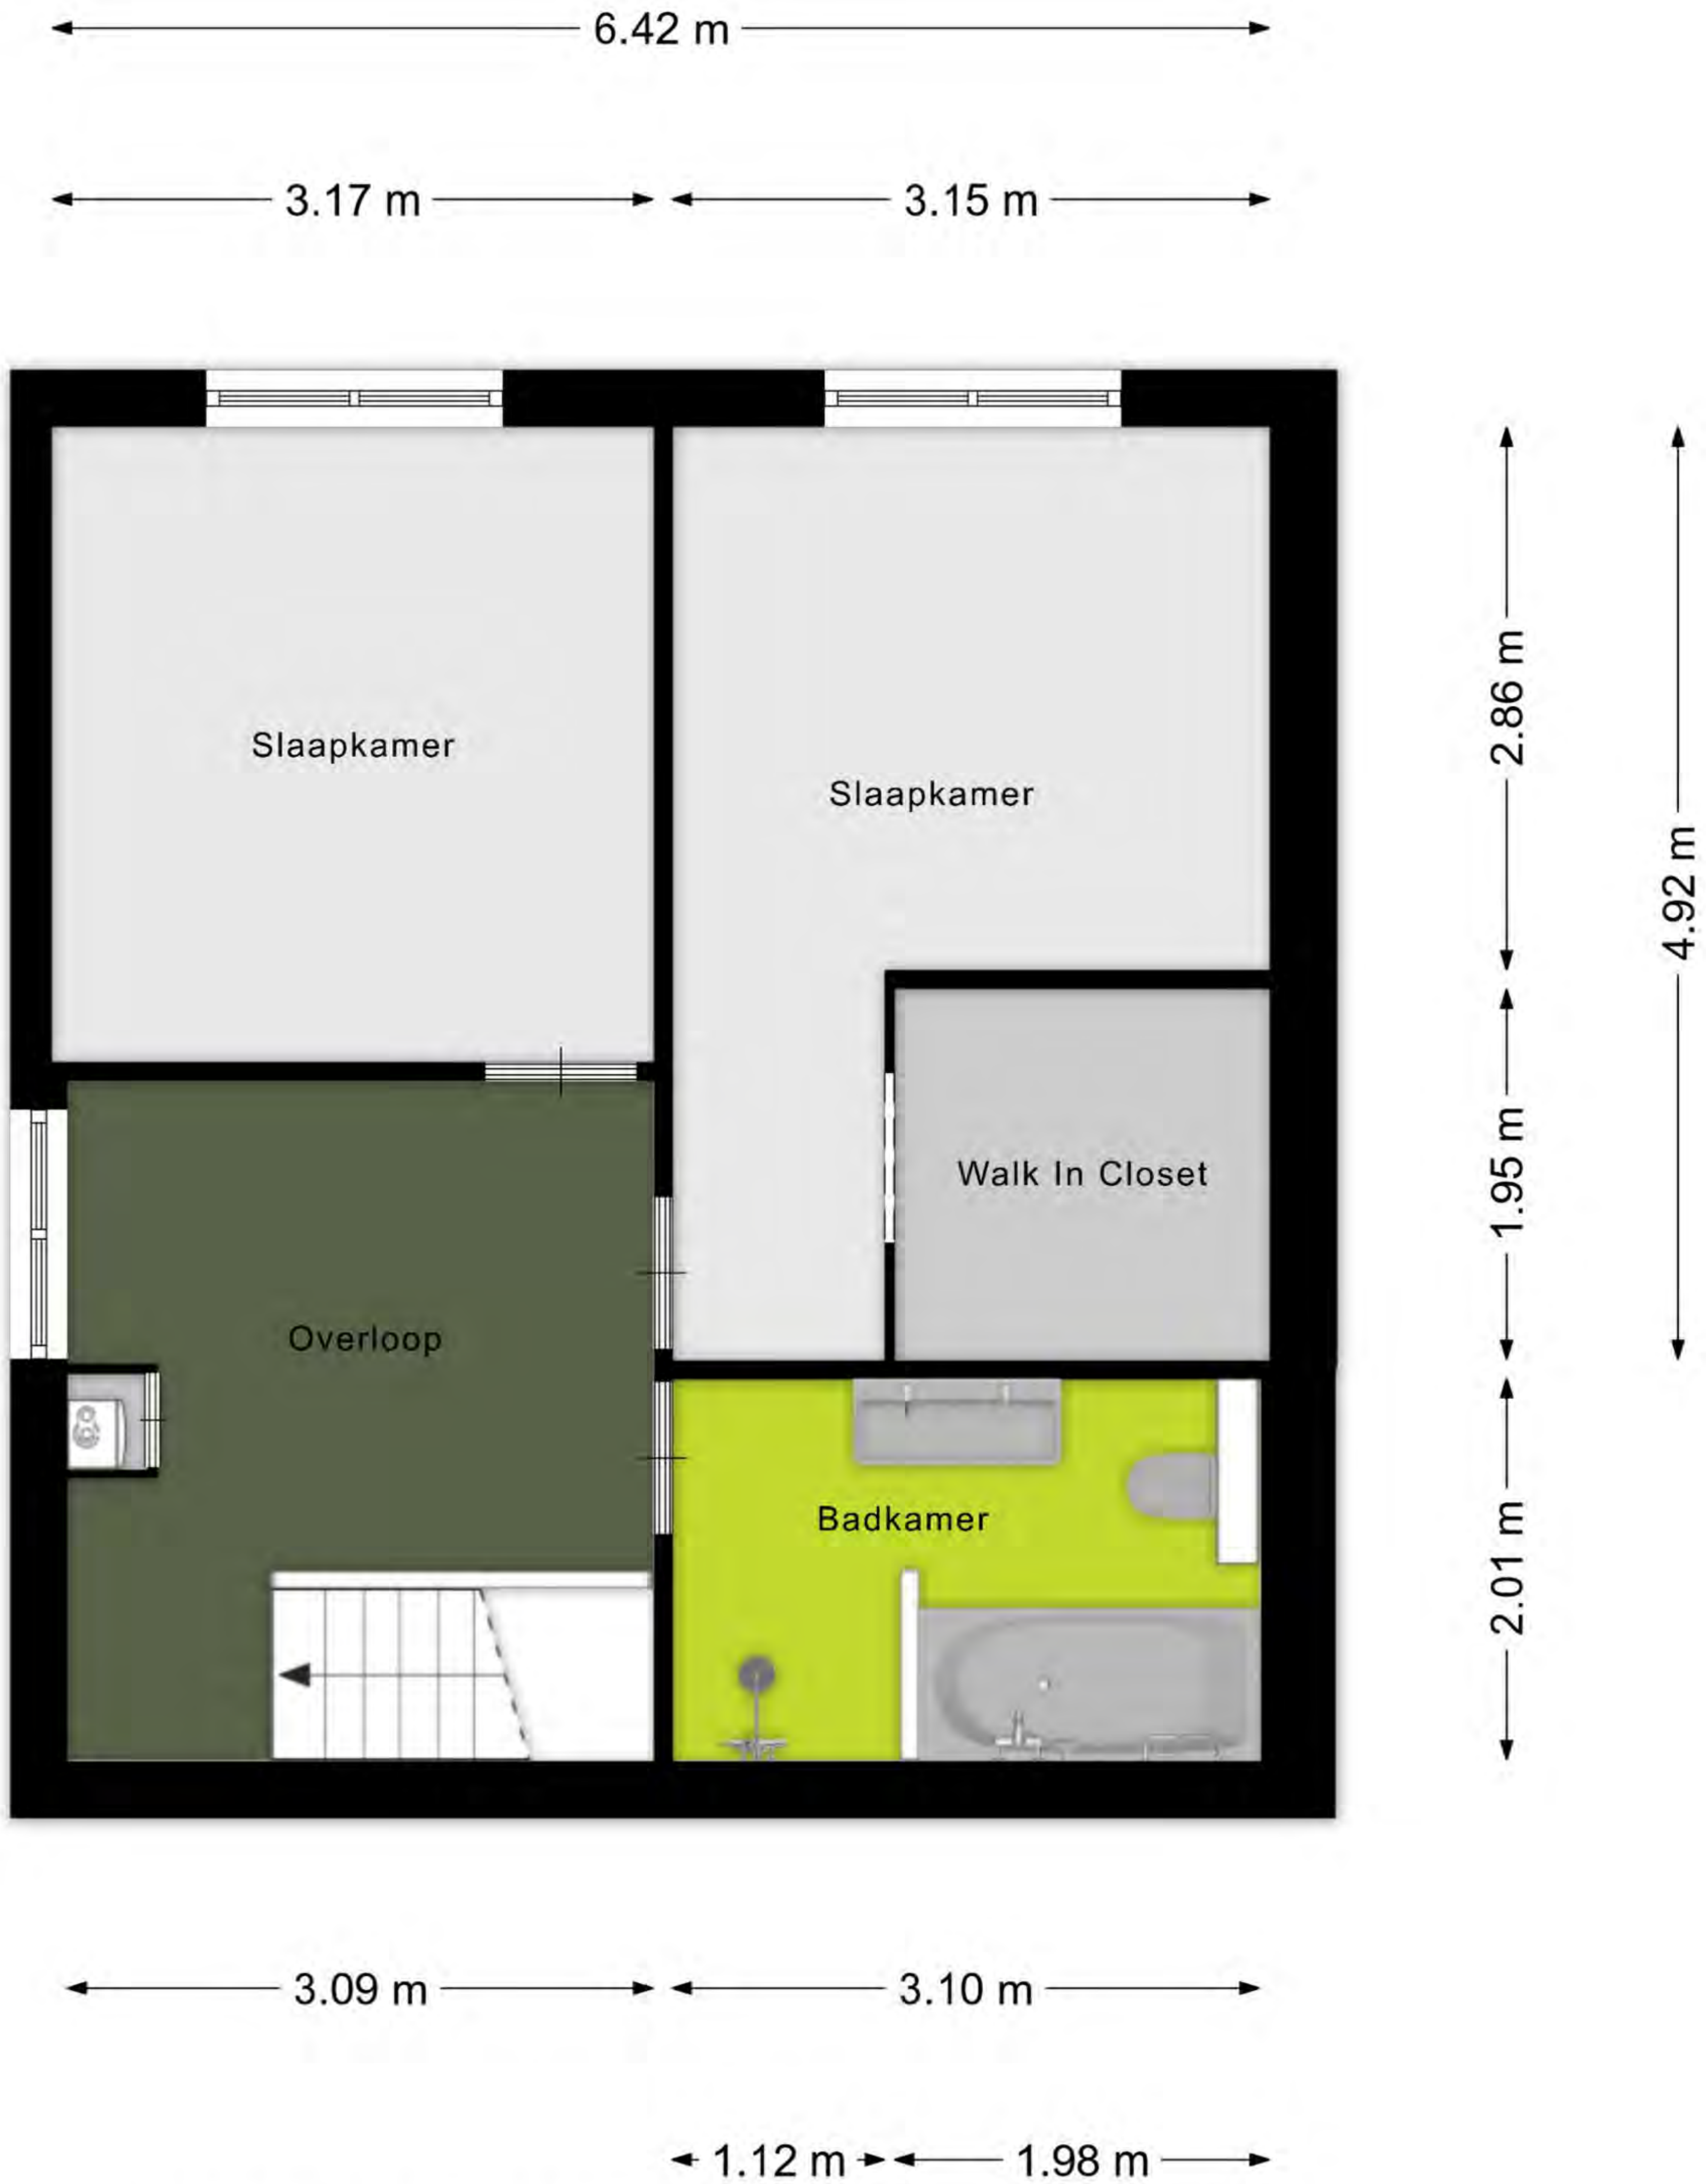 6.42 m
3.17 m
3.15 m
Slaapkamer
Slaapkamer
2.86 m
4.92 m
Walk In Closet
1.95 m
Overloop
Badkamer
2.01 m
3.09 m
3.10 m
1.12 m
1.98 m